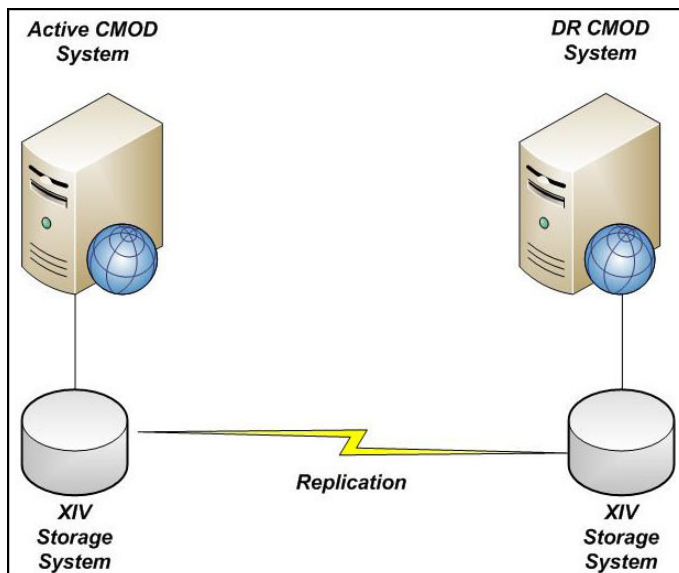 Active CMOD
System
DR CMOD
System
Replication
XIV
Storage
System
XIV
Storage
System